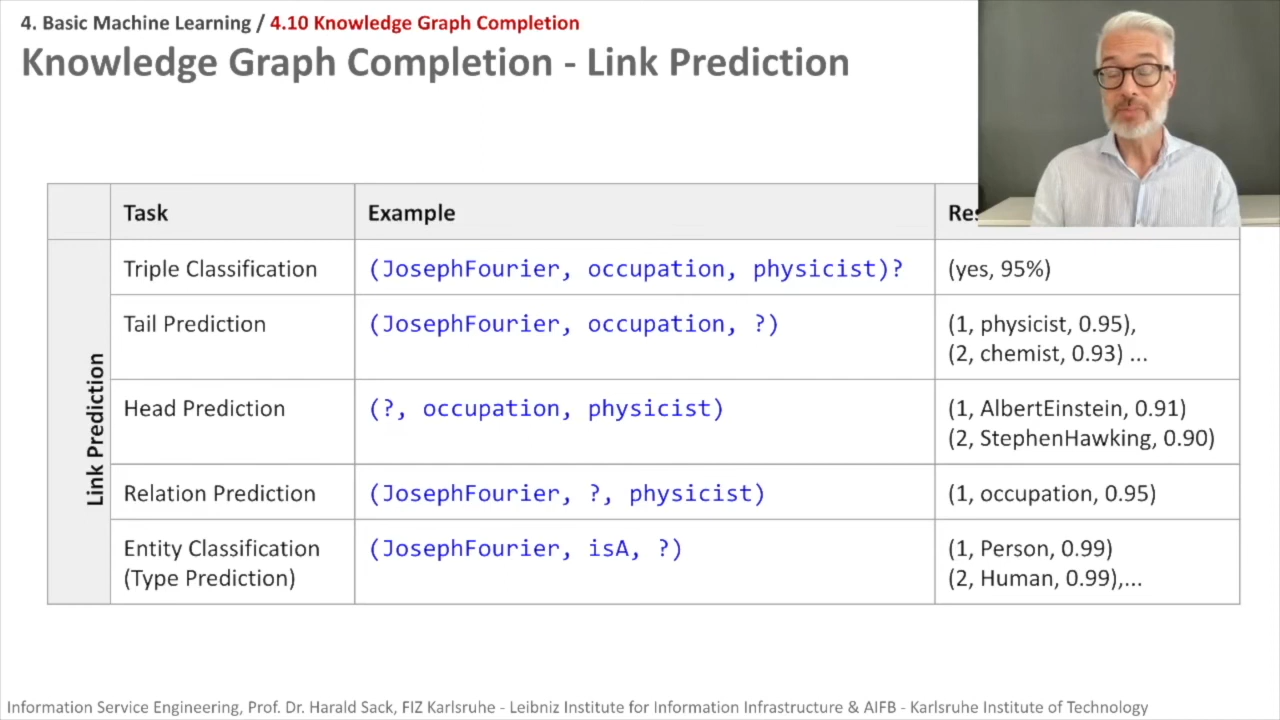 4. Basic Machine Learning / 4.10 Knowledge Graph Completion
Knowledge Graph Completion - Link Prediction
Task
Example
Link Prediction
Triple Classification
(JosephFourier, occupation, physicist)?
(yes, 95%)
Tail Prediction
(JosephFourier, occupation, ?)
(1, physicist, 0.95),
(2, chemist, 0.93) ...
Head Prediction
(?, occupation, physicist)
(1, AlbertEinstein, 0.91)
(2, StephenHawking, 0.90)
Relation Prediction
(JosephFourier, ?, physicist)
(1, occupation, 0.95)
Entity Classification
(Type Prediction)
(JosephFourier, isA, ?)
(1, Person, 0.99)
(2, Human, 0.99),...
Information Service Engineering, Prof. Dr. Harald Sack, FIZ Karlsruhe - Leibniz Institute for Information Infrastructure & AIFB - Karlsruhe Institute of Technology